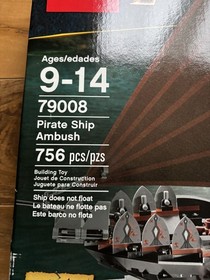 Ages/edades
9-14
79008
Pirate Ship
Ambush
756 pcs/pzs
Building Toy
Jouet de Construction
Juguete para Construir
Ship does not float
Le bateau ne flotte pas
Este barco no flota